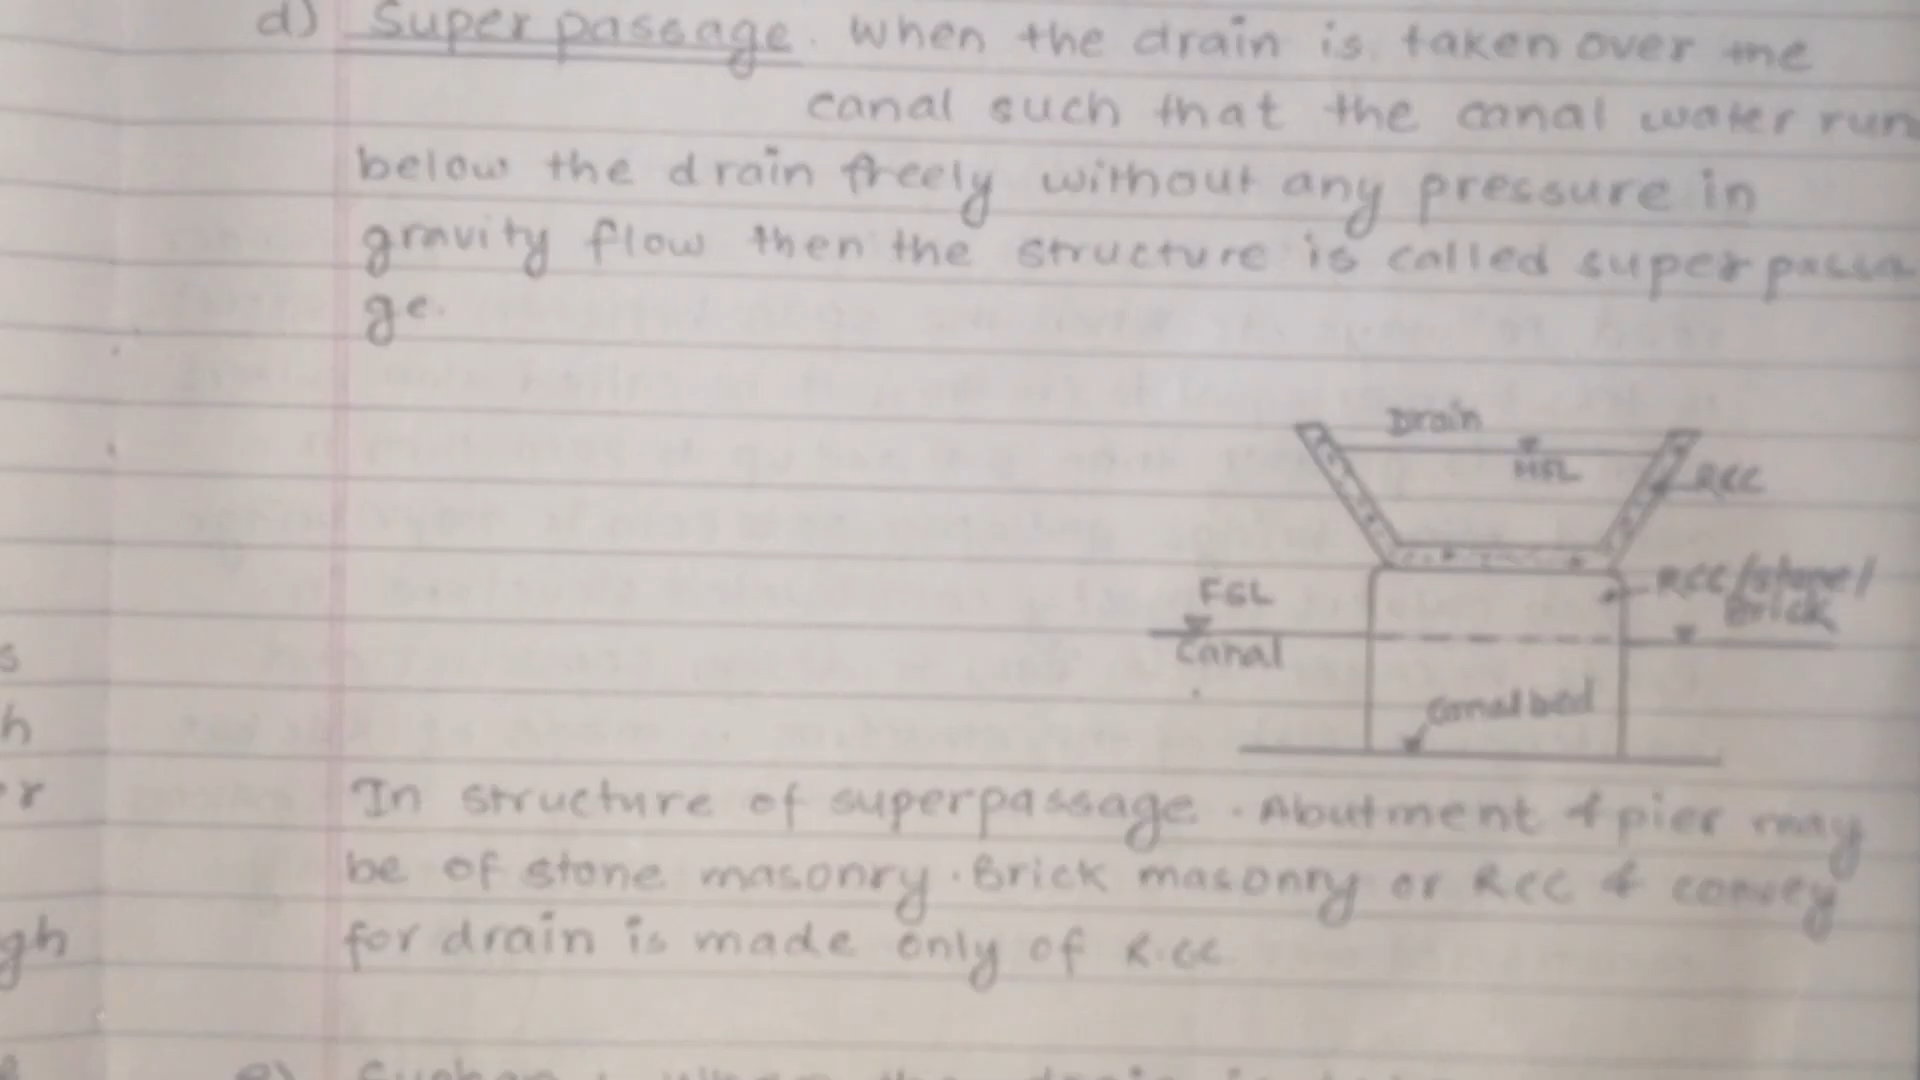 d) Super passage. When the drain is taken over the
canal such that the canal water run
below the drain freely without any pressure in
gravity flow then the structure is called superpassa
ge.
Drain
HFL
RCC
RCC/stone/
Brick
FSL
Canal
Canal bed
In structure of superpassage. Abutment & pier may
be of stone masonry. Brick masonry or RCC & convey
for drain is made only of R.CC
s
h
r
gh
e)